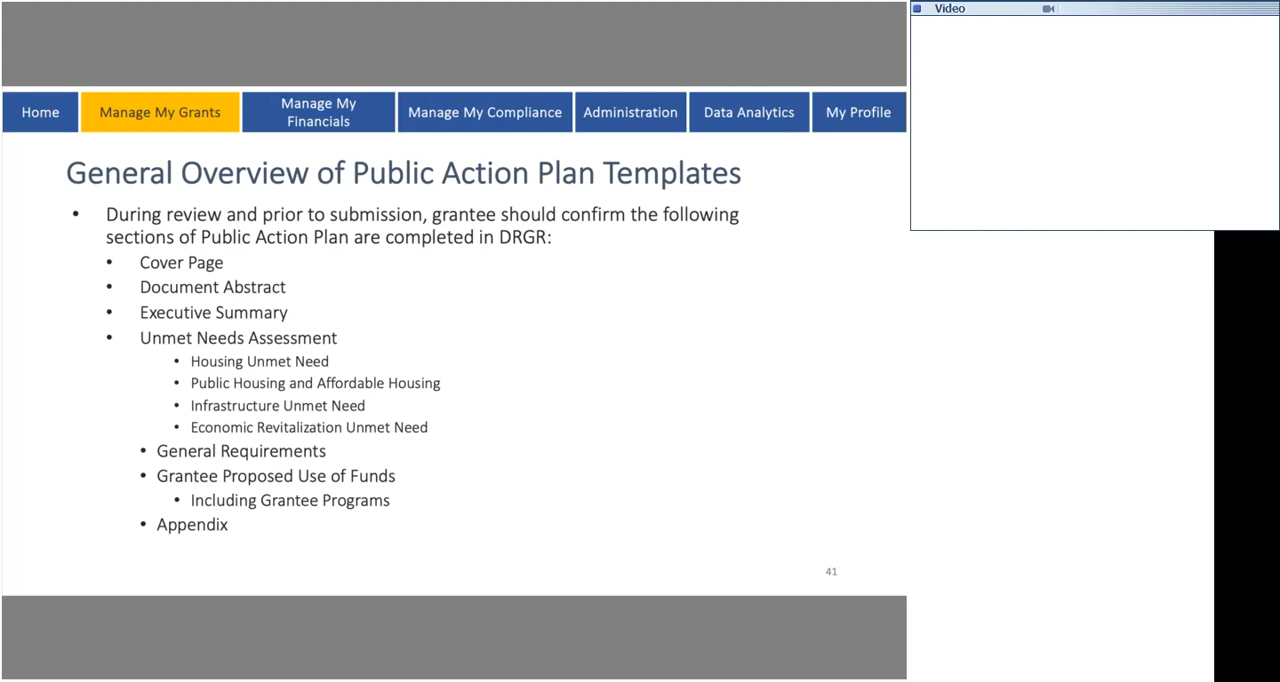 Video
Home
Manage My Grants
Manage My
Financials
Manage My Compliance
Administration
Data Analytics
My Profile
General Overview of Public Action Plan Templates
• During review and prior to submission, grantee should confirm the following
sections of Public Action Plan are completed in DRGR:
• Cover Page
• Document Abstract
• Executive Summary
• Unmet Needs Assessment
• Housing Unmet Need
• Public Housing and Affordable Housing
• Infrastructure Unmet Need
• Economic Revitalization Unmet Need
• General Requirements
• Grantee Proposed Use of Funds
• Including Grantee Programs
• Appendix
41